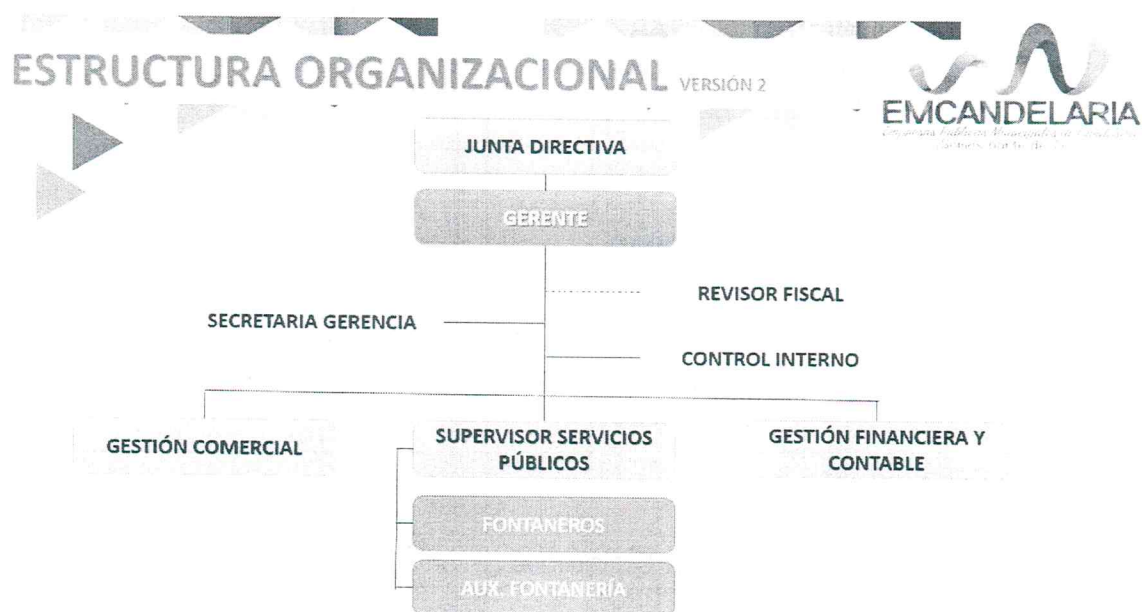 ESTRUCTURA ORGANIZACIONAL VERSIÓN 2
EMCANDELARIA
JUNTA DIRECTIVA
GERENTE
REVISOR FISCAL
SECRETARIA GERENCIA
CONTROL INTERNO
GESTIÓN COMERCIAL
SUPERVISOR SERVICIOS
PÚBLICOS
GESTIÓN FINANCIERA Y
CONTABLE
FONTANEROS
AUX. FONTANERÍA